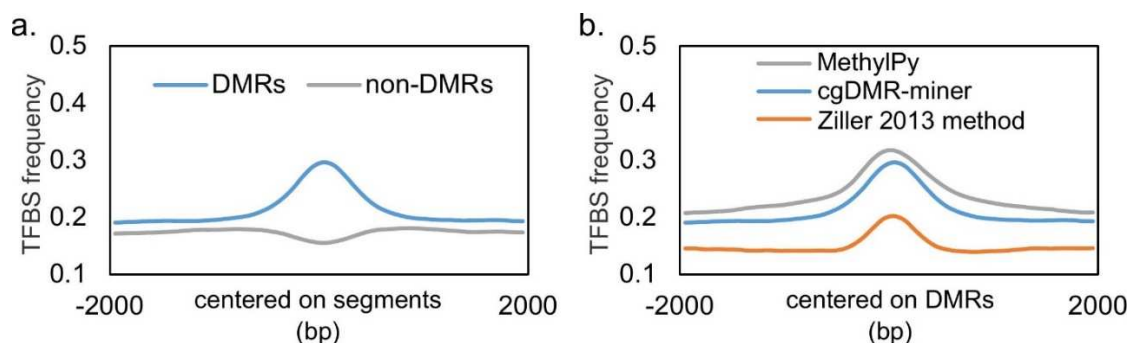 a.
TFBS frequency
0.5
0.4
0.3
0.2
0.1
DMRs non-DMRs
-2000 centered on segments 2000
(bp)
b.
TFBS frequency
0.5
0.4
0.3
0.2
0.1
MethylPy
cgDMR-miner
Ziller 2013 method
-2000 centered on DMRs 2000
(bp)